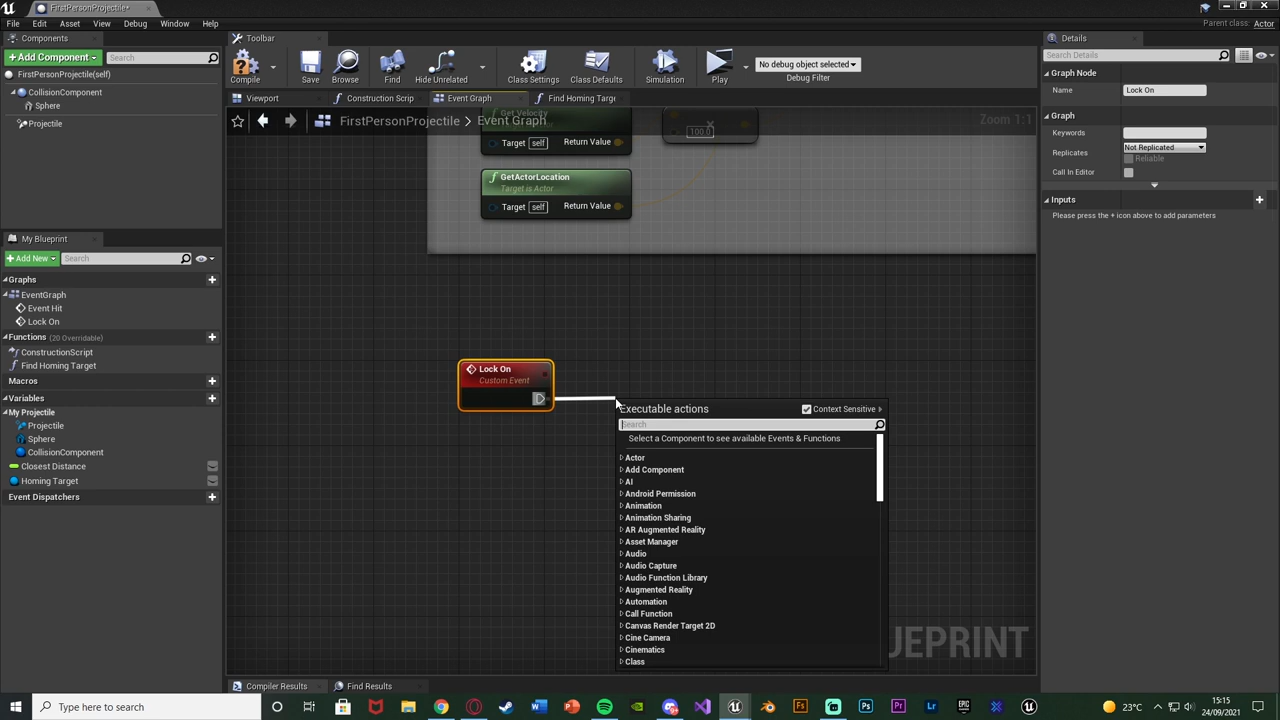 FirstPersonProjectile*
File Edit Asset View Debug Window Help
Parent class: Actor
Components
Toolbar
Details
Add Component
Search
Compile
Save
Browse
Find
Hide Unrelated
Class Settings
Class Defaults
Simulation
Play
No debug object selected
Debug Filter
Search Details
FirstPersonProjectile(self)
Graph Node
CollisionComponent
Name Lock On
Sphere
Viewport
Construction Scrip
Event Graph
Find Homing Targe
Projectile
Graph
FirstPersonProjectile > Event Graph
Zoom 1:1
Keywords
Replicates Not Replicated
Reliable
Call In Editor
Get Velocity
Target self Return Value
100.0
GetActorLocation
Target is Actor
Target self Return Value
Inputs
Please press the + icon above to add parameters
My Blueprint
Add New
Search
Graphs
EventGraph
Event Hit
Lock On
Functions (20 Overridable)
ConstructionScript
Find Homing Target
Macros
Variables
My Projectile
Projectile
Sphere
CollisionComponent
Closest Distance
Homing Target
Event Dispatchers
Lock On
Custom Event
Executable actions
Context Sensitive
Search
Select a Component to see available Events & Functions
Actor
Add Component
AI
Android Permission
Animation
Animation Sharing
AR Augmented Reality
Asset Manager
Audio
Audio Capture
Audio Function Library
Augmented Reality
Automation
Call Function
Canvas Render Target 2D
Cine Camera
Cinematics
Class
UEPRINT
Compiler Results
Find Results
Type here to search
23°C
15:15
24/09/2021